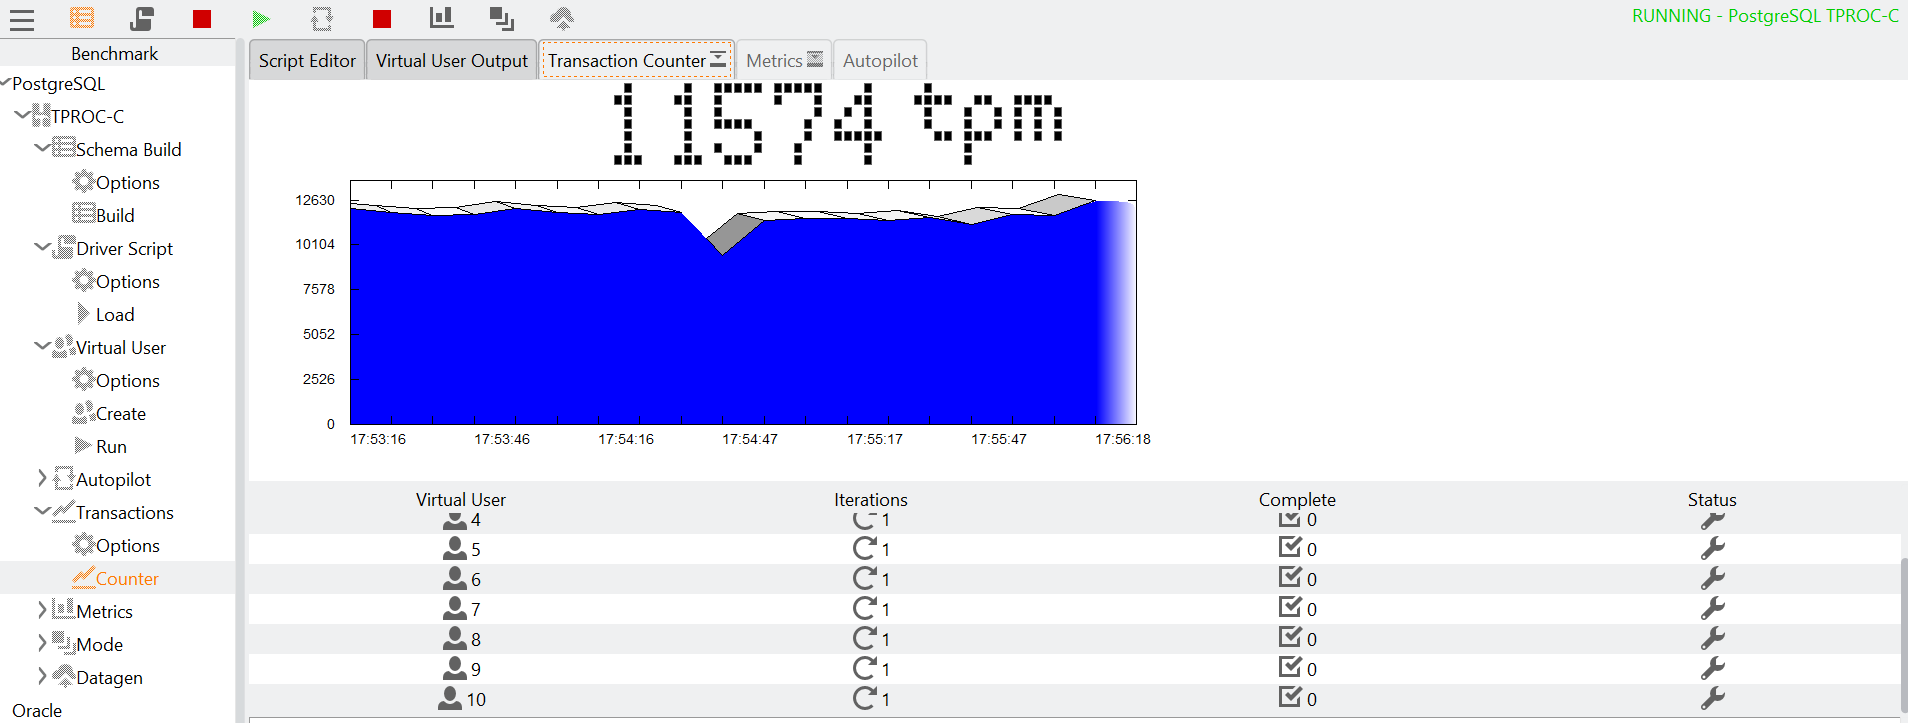 RUNNING - PostgreSQL TPROC-C
Benchmark
PostgreSQL
TPROC-C
Schema Build
Options
Build
Driver Script
Options
Load
Virtual User
Options
Create
Run
Autopilot
Transactions
Options
Counter
Metrics
Mode
Datagen
Oracle
Script Editor Virtual User Output Transaction Counter Metrics Autopilot
11574 tpm
12630
10104
7578
5052
2526
0
17:53:16 17:53:46 17:54:16 17:54:47 17:55:17 17:55:47 17:56:18
Virtual User Iterations Complete Status
4 1 0
5 1 0
6 1 0
7 1 0
8 1 0
9 1 0
10 1 0